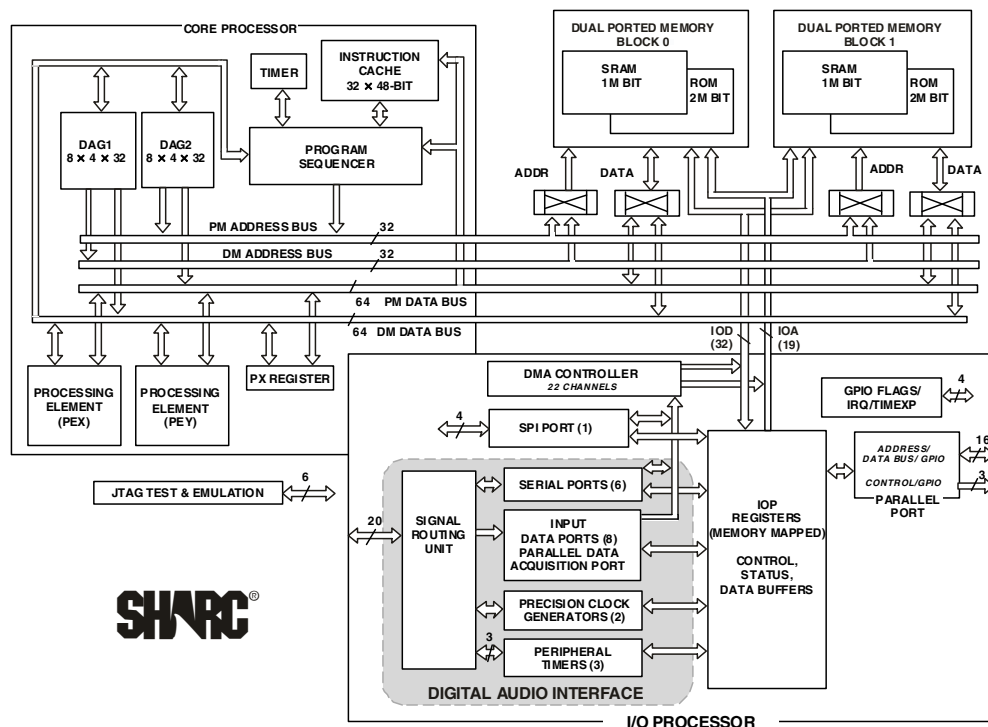 CORE PROCESSOR
TIMER
INSTRUCTION
CACHE
32 × 48-BIT
DAG1
8 × 4 × 32
DAG2
8 × 4 × 32
PROGRAM
SEQUENCER
DUAL PORTED MEMORY
BLOCK 0
SRAM
1M BIT
ROM
2M BIT
DUAL PORTED MEMORY
BLOCK 1
SRAM
1M BIT
ROM
2M BIT
ADDR
DATA
ADDR
DATA
PM ADDRESS BUS
32
DM ADDRESS BUS
32
64
PM DATA BUS
64
DM DATA BUS
IOD
(32)
IOA
(19)
PROCESSING
ELEMENT
(PEX)
PROCESSING
ELEMENT
(PEY)
PX REGISTER
DMA CONTROLLER
22 CHANNELS
GPIO FLAGS/
IRQ/TIMEXP
4
4
SPI PORT (1)
ADDRESS/
DATA BUS/ GPIO
CONTROL/GPIO
PARALLEL
PORT
16
3
JTAG TEST & EMULATION
6
20
SIGNAL
ROUTING
UNIT
SERIAL PORTS (6)
INPUT
DATA PORTS (8)
PARALLEL DATA
ACQUISITION PORT
PRECISION CLOCK
GENERATORS (2)
3
PERIPHERAL
TIMERS (3)
IOP
REGISTERS
(MEMORY MAPPED)
CONTROL,
STATUS,
DATA BUFFERS
DIGITAL AUDIO INTERFACE
I/O PROCESSOR
SHARC®